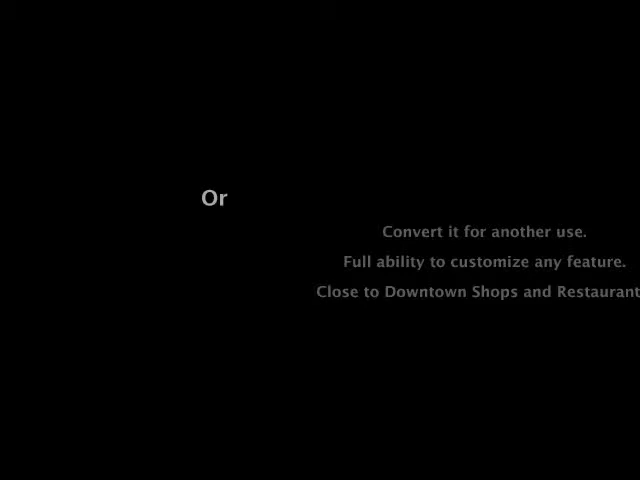 Or
Convert it for another use.
Full ability to customize any feature.
Close to Downtown Shops and Restaurant